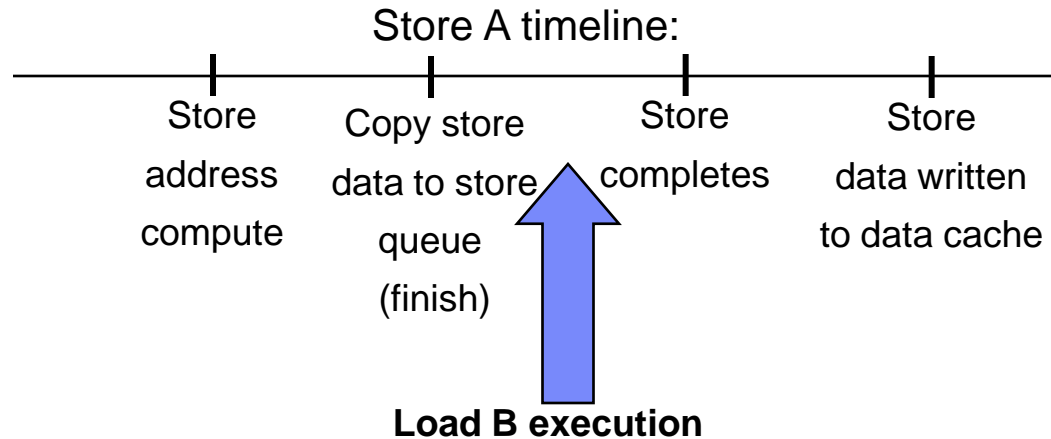 Store A timeline:
Store
address
compute
Copy store
data to store
queue
(finish)
Store
completes
Store
data written
to data cache
Load B execution